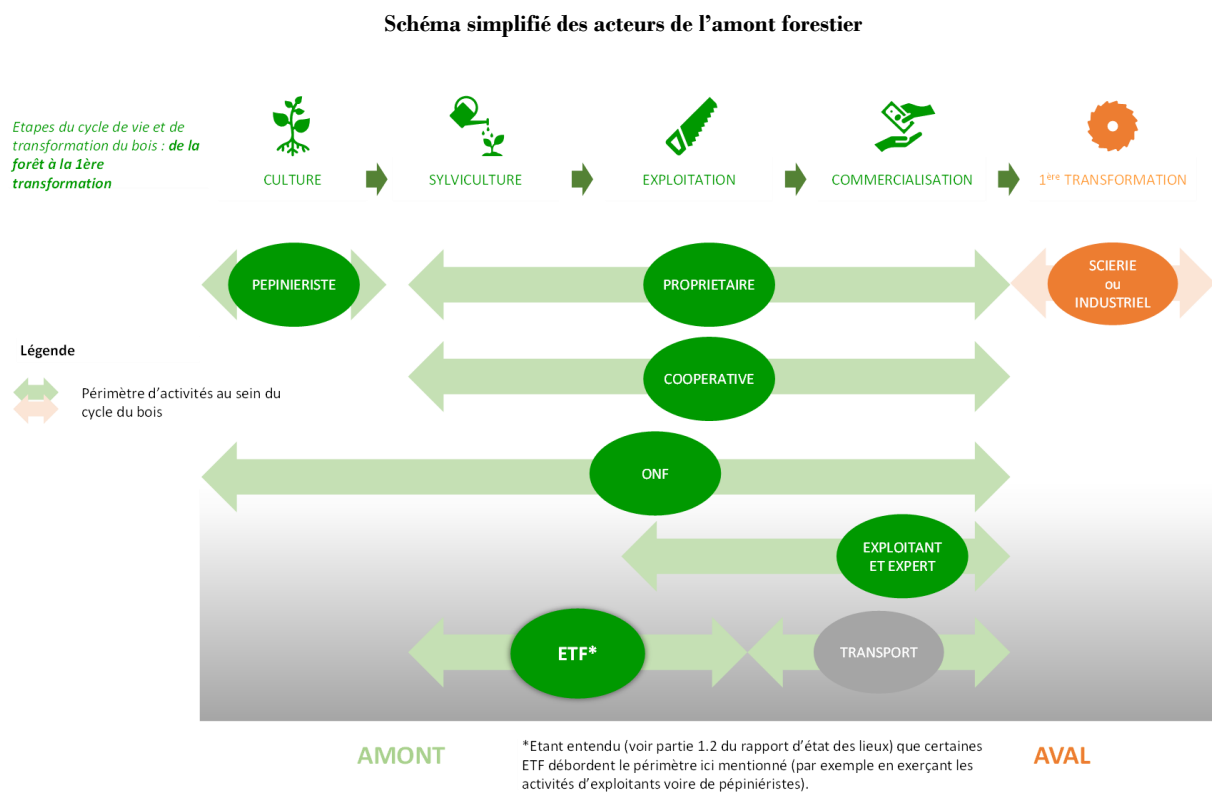 Schéma simplifié des acteurs de l’amont forestier
Etapes du cycle de vie et de
transformation du bois : de la
forêt à la 1ère
transformation
CULTURE
SYLVICULTURE
EXPLOITATION
COMMERCIALISATION
1ère TRANSFORMATION
PEPINIERISTE
PROPRIETAIRE
SCIERIE
ou
INDUSTRIEL
Légende
Périmètre d’activités au sein du
cycle du bois
COOPERATIVE
ONF
EXPLOITANT
ET EXPERT
ETF*
TRANSPORT
AMONT
*Etant entendu (voir partie 1.2 du rapport d’état des lieux) que certaines
ETF débordent le périmètre ici mentionné (par exemple en exerçant les
activités d’exploitants voire de pépiniéristes).
AVAL